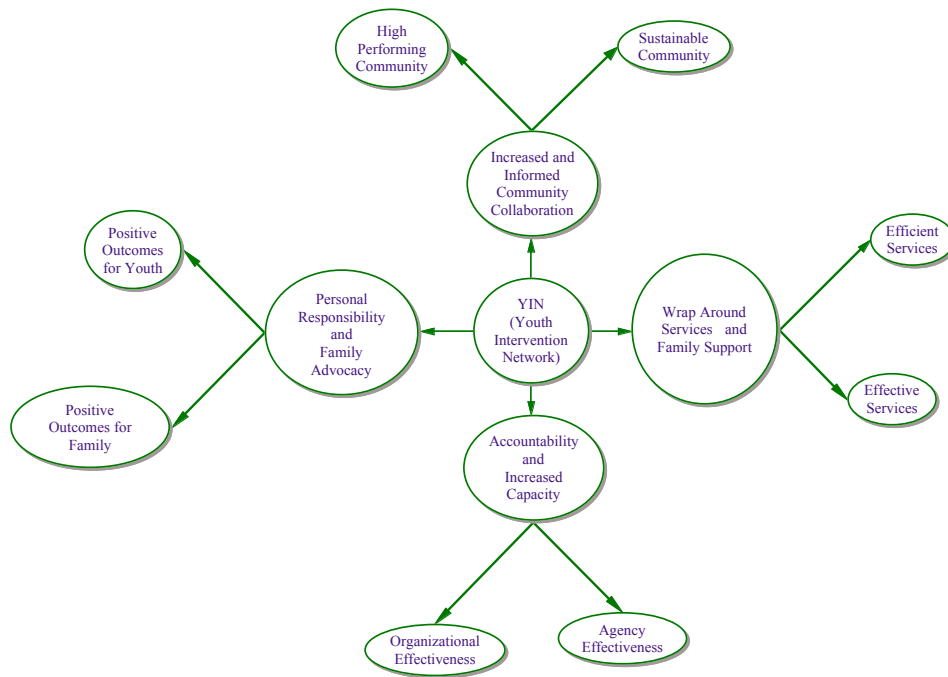 High
Performing
Community
Sustainable
Community
Increased and
Informed
Community
Collaboration
Positive
Outcomes
for Youth
Efficient
Services
Personal
Responsibility
and
Family
Advocacy
YIN
(Youth
Intervention
Network)
Wrap Around
Services and
Family Support
Positive
Outcomes for
Family
Effective
Services
Accountability
and
Increased
Capacity
Organizational
Effectiveness
Agency
Effectiveness